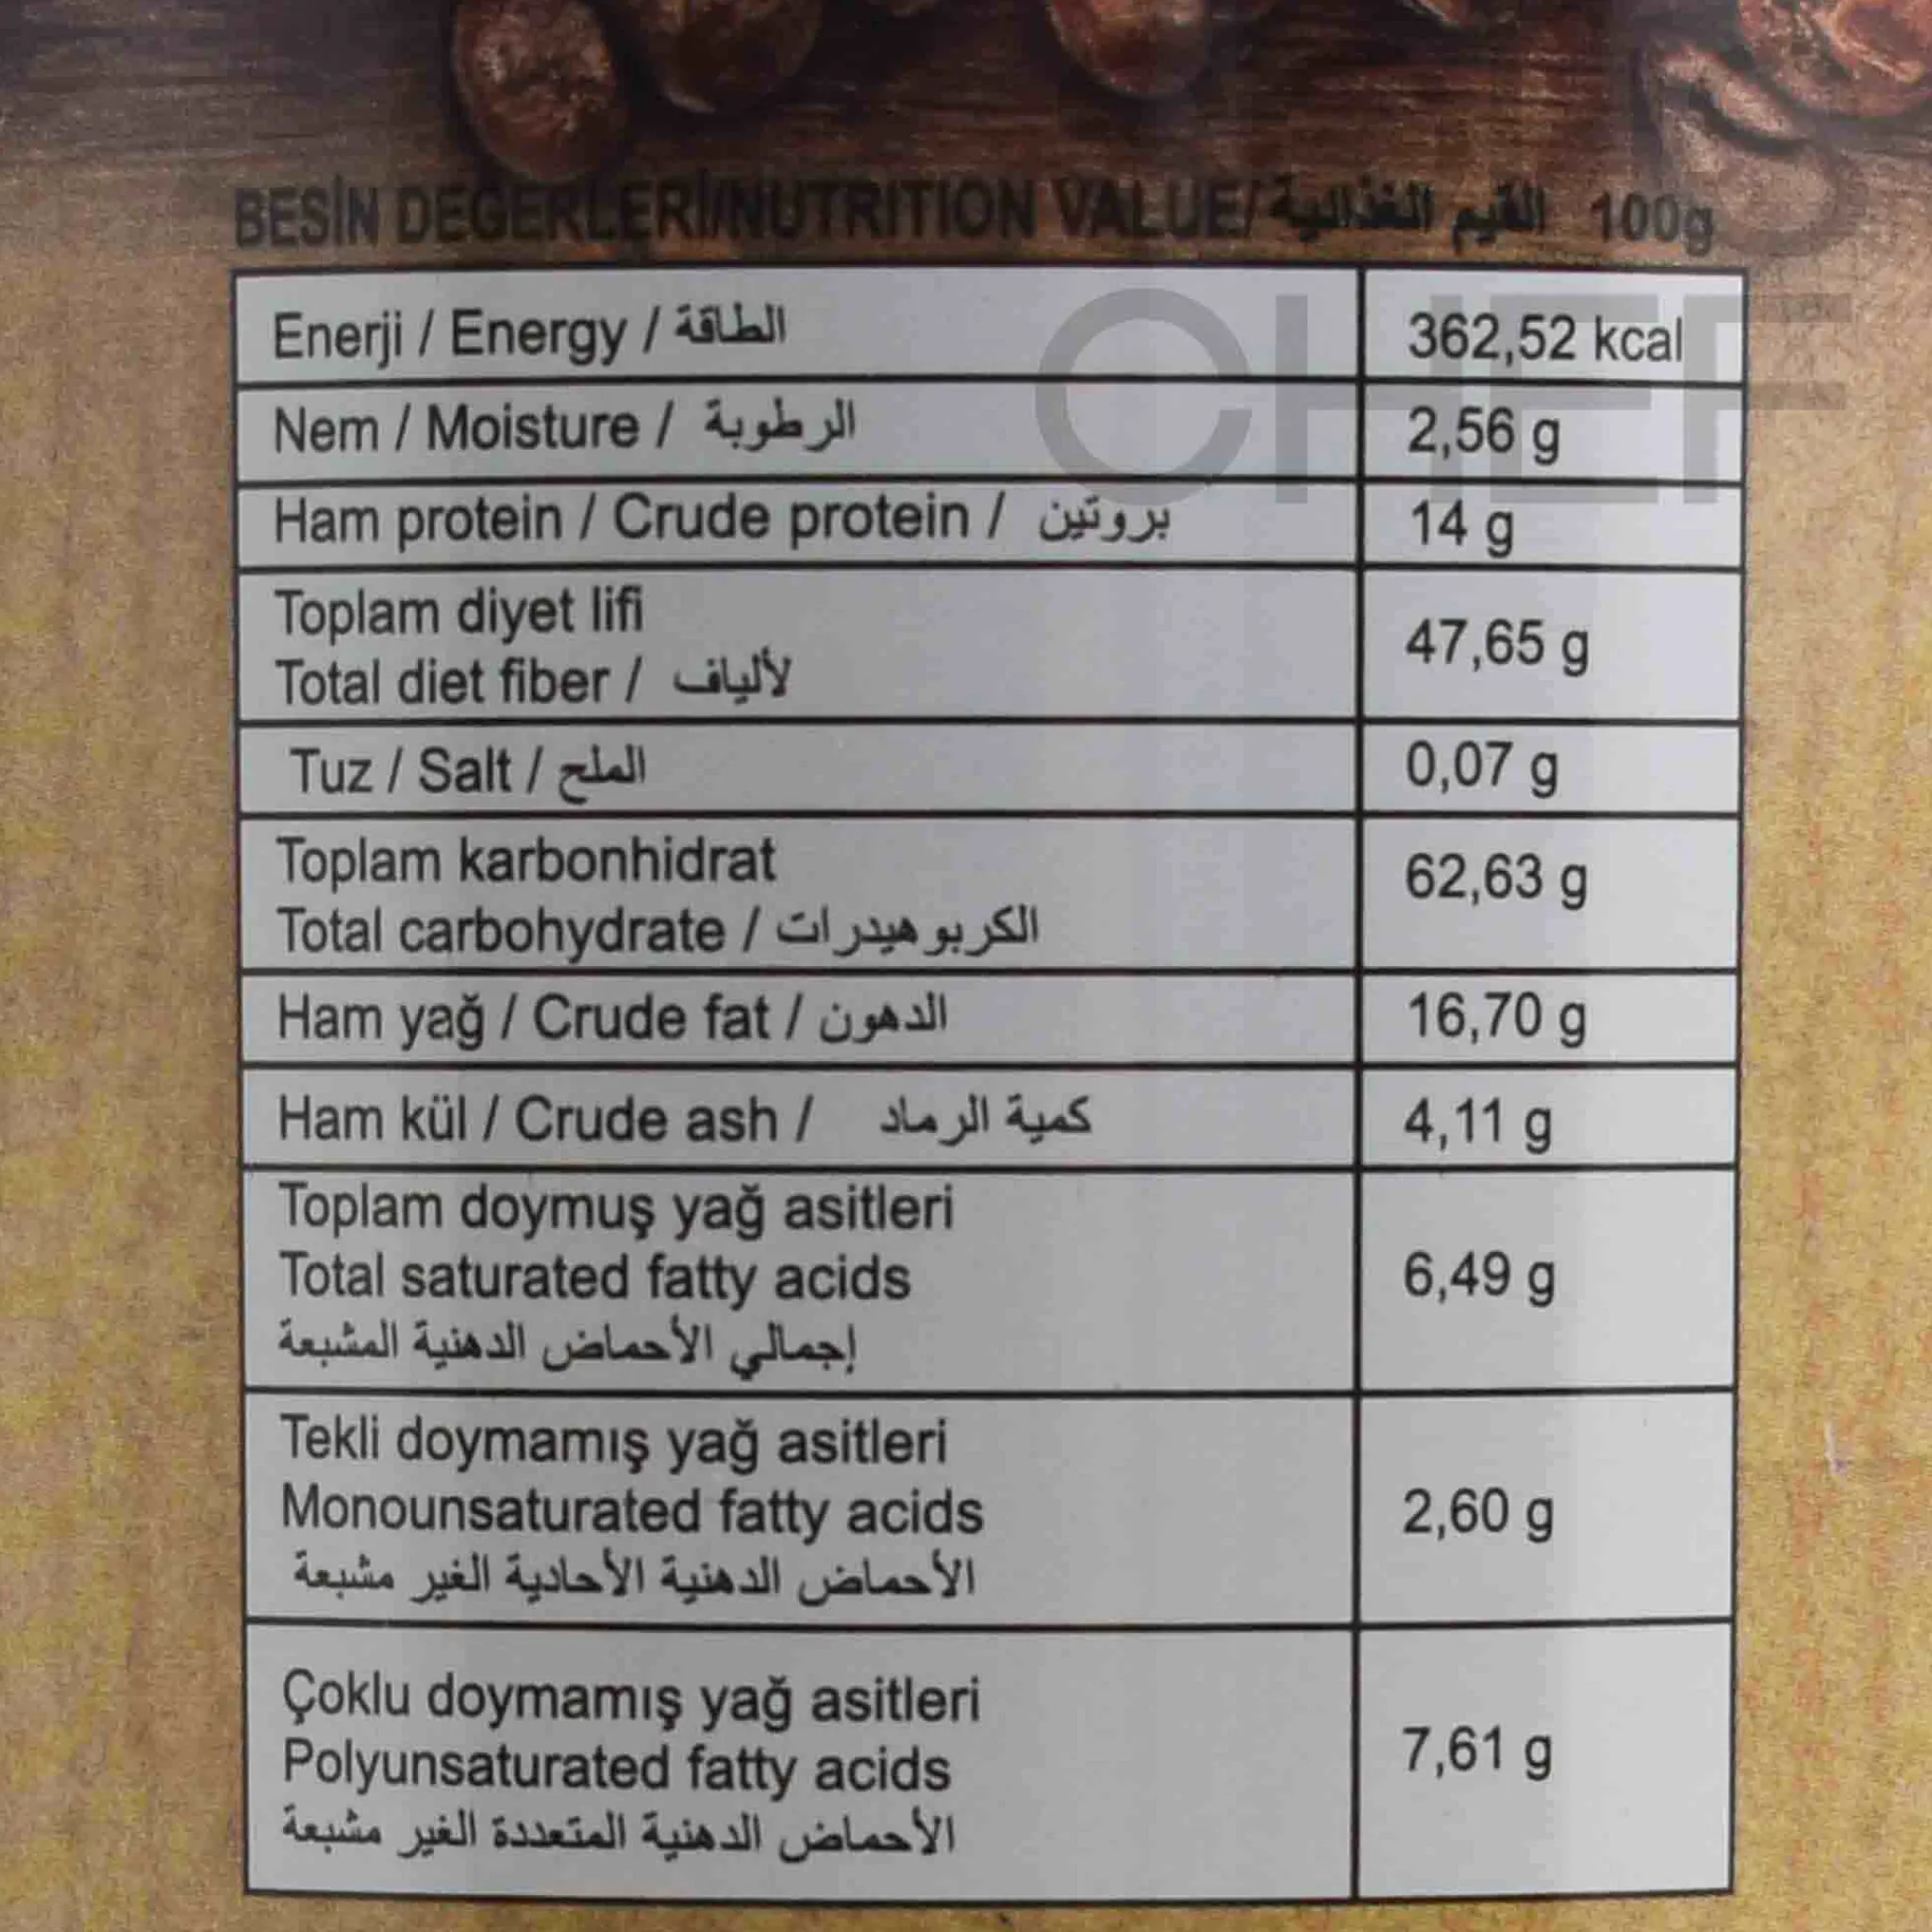 BESİN DEĞERLERİ/NUTRITION VALUE/ القيم الغذائية 100g
Enerji / Energy / الطاقة 362,52 kcal
Nem / Moisture / الرطوبة 2,56 g
Ham protein / Crude protein / بروتين 14 g
Toplam diyet lifi
Total diet fiber / لألياف 47,65 g
Tuz / Salt / الملح 0,07 g
Toplam karbonhidrat
Total carbohydrate / الكربوهيدرات 62,63 g
Ham yağ / Crude fat / الدهون 16,70 g
Ham kül / Crude ash / كمية الرماد 4,11 g
Toplam doymuş yağ asitleri
Total saturated fatty acids 6,49 g
إجمالي الأحماض الدهنية المشبعة
Tekli doymamış yağ asitleri
Monounsaturated fatty acids 2,60 g
الأحماض الدهنية الأحادية الغير مشبعة
Çoklu doymamış yağ asitleri
Polyunsaturated fatty acids 7,61 g
الأحماض الدهنية المتعددة الغير مشبعة
CHEF